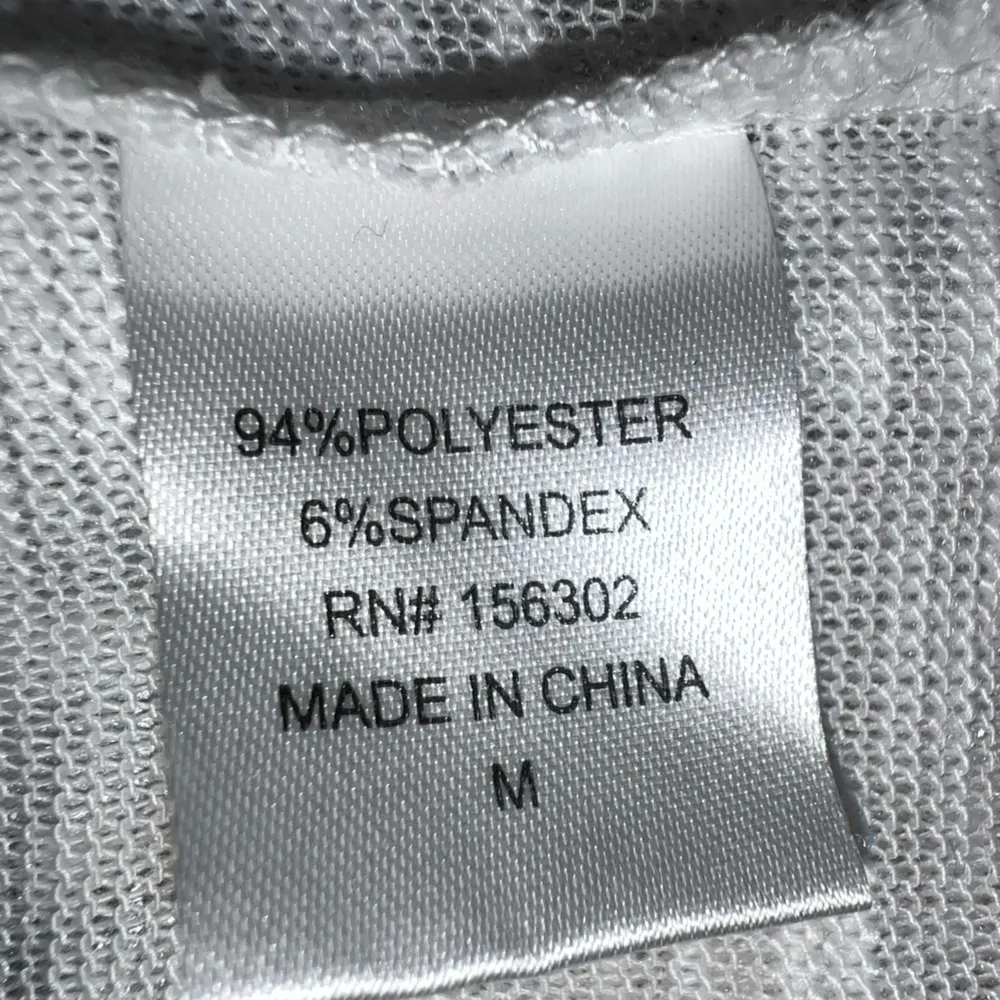 94%POLYESTER
6%SPANDEX
RN# 156302
MADE IN CHINA
M